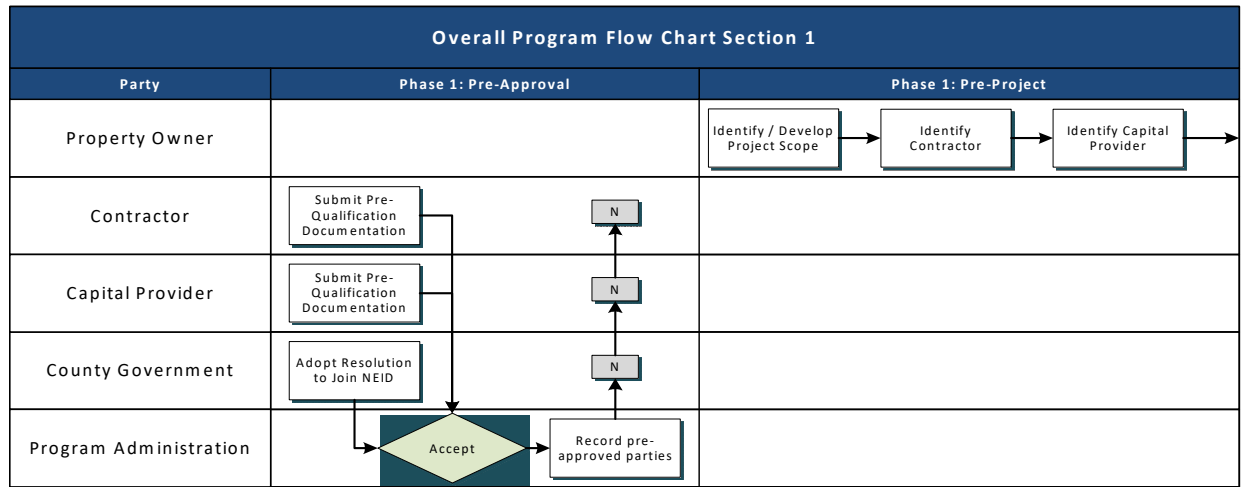 Overall Program Flow Chart Section 1
Party
Phase 1: Pre-Approval
Phase 1: Pre-Project
Property Owner
Identify / Develop
Project Scope
Identify
Contractor
Identify Capital
Provider
Contractor
Submit Pre-
Qualification
Documentation
N
Capital Provider
Submit Pre-
Qualification
Documentation
N
County Government
Adopt Resolution
to Join NEID
N
Program Administration
Accept
Record pre-
approved parties